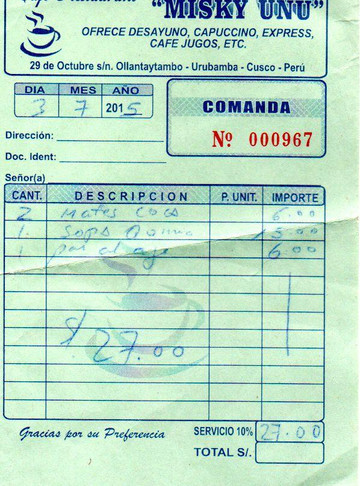 "MISKY UNU"
OFRECE DESAYUNO, CAPUCCINO, EXPRESS,
CAFE JUGOS, ETC.
29 de Octubre s/n. Ollantaytambo - Urubamba - Cusco - Perú
DIA MES AÑO
3 7 2015
COMANDA
Nº 000967
Dirección:
Doc. Ident:
Señor(a)
CANT. DESCRIPCION P. UNIT. IMPORTE
2 Mates Coca 6.00
1. Sopa 15.00
1 pan al ajo 6.00
S/ 27.00
Gracias por su Preferencia SERVICIO 10% 27.00
TOTAL S/.